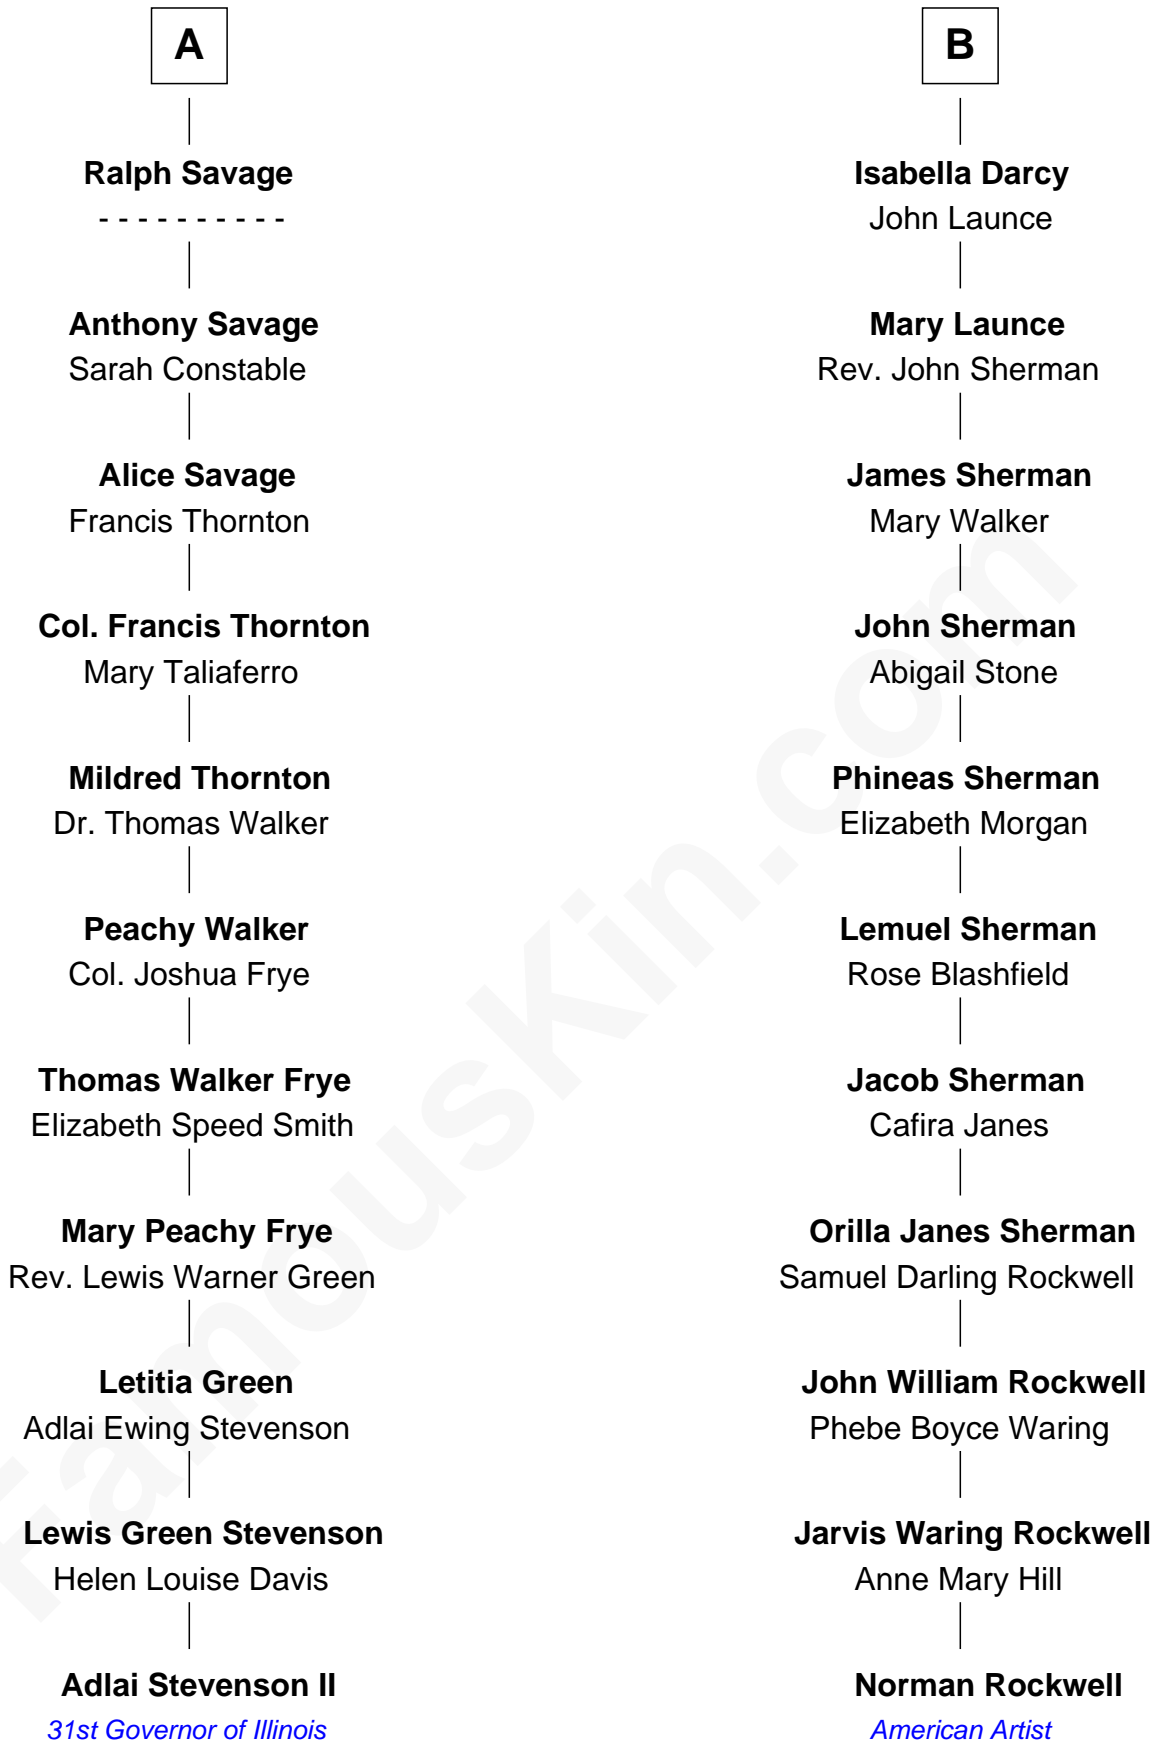 A
Ralph Savage
- - - - - - - - - -
Anthony Savage
Sarah Constable
Alice Savage
Francis Thornton
Col. Francis Thornton
Mary Taliaferro
Mildred Thornton
Dr. Thomas Walker
Peachy Walker
Col. Joshua Frye
Thomas Walker Frye
Elizabeth Speed Smith
Mary Peachy Frye
Rev. Lewis Warner Green
Letitia Green
Adlai Ewing Stevenson
Lewis Green Stevenson
Helen Louise Davis
Adlai Stevenson II
31st Governor of Illinois
B
Isabella Darcy
John Launce
Mary Launce
Rev. John Sherman
James Sherman
Mary Walker
John Sherman
Abigail Stone
Phineas Sherman
Elizabeth Morgan
Lemuel Sherman
Rose Blashfield
Jacob Sherman
Cafira Janes
Orilla Janes Sherman
Samuel Darling Rockwell
John William Rockwell
Phebe Boyce Waring
Jarvis Waring Rockwell
Anne Mary Hill
Norman Rockwell
American Artist
FamousKin.com